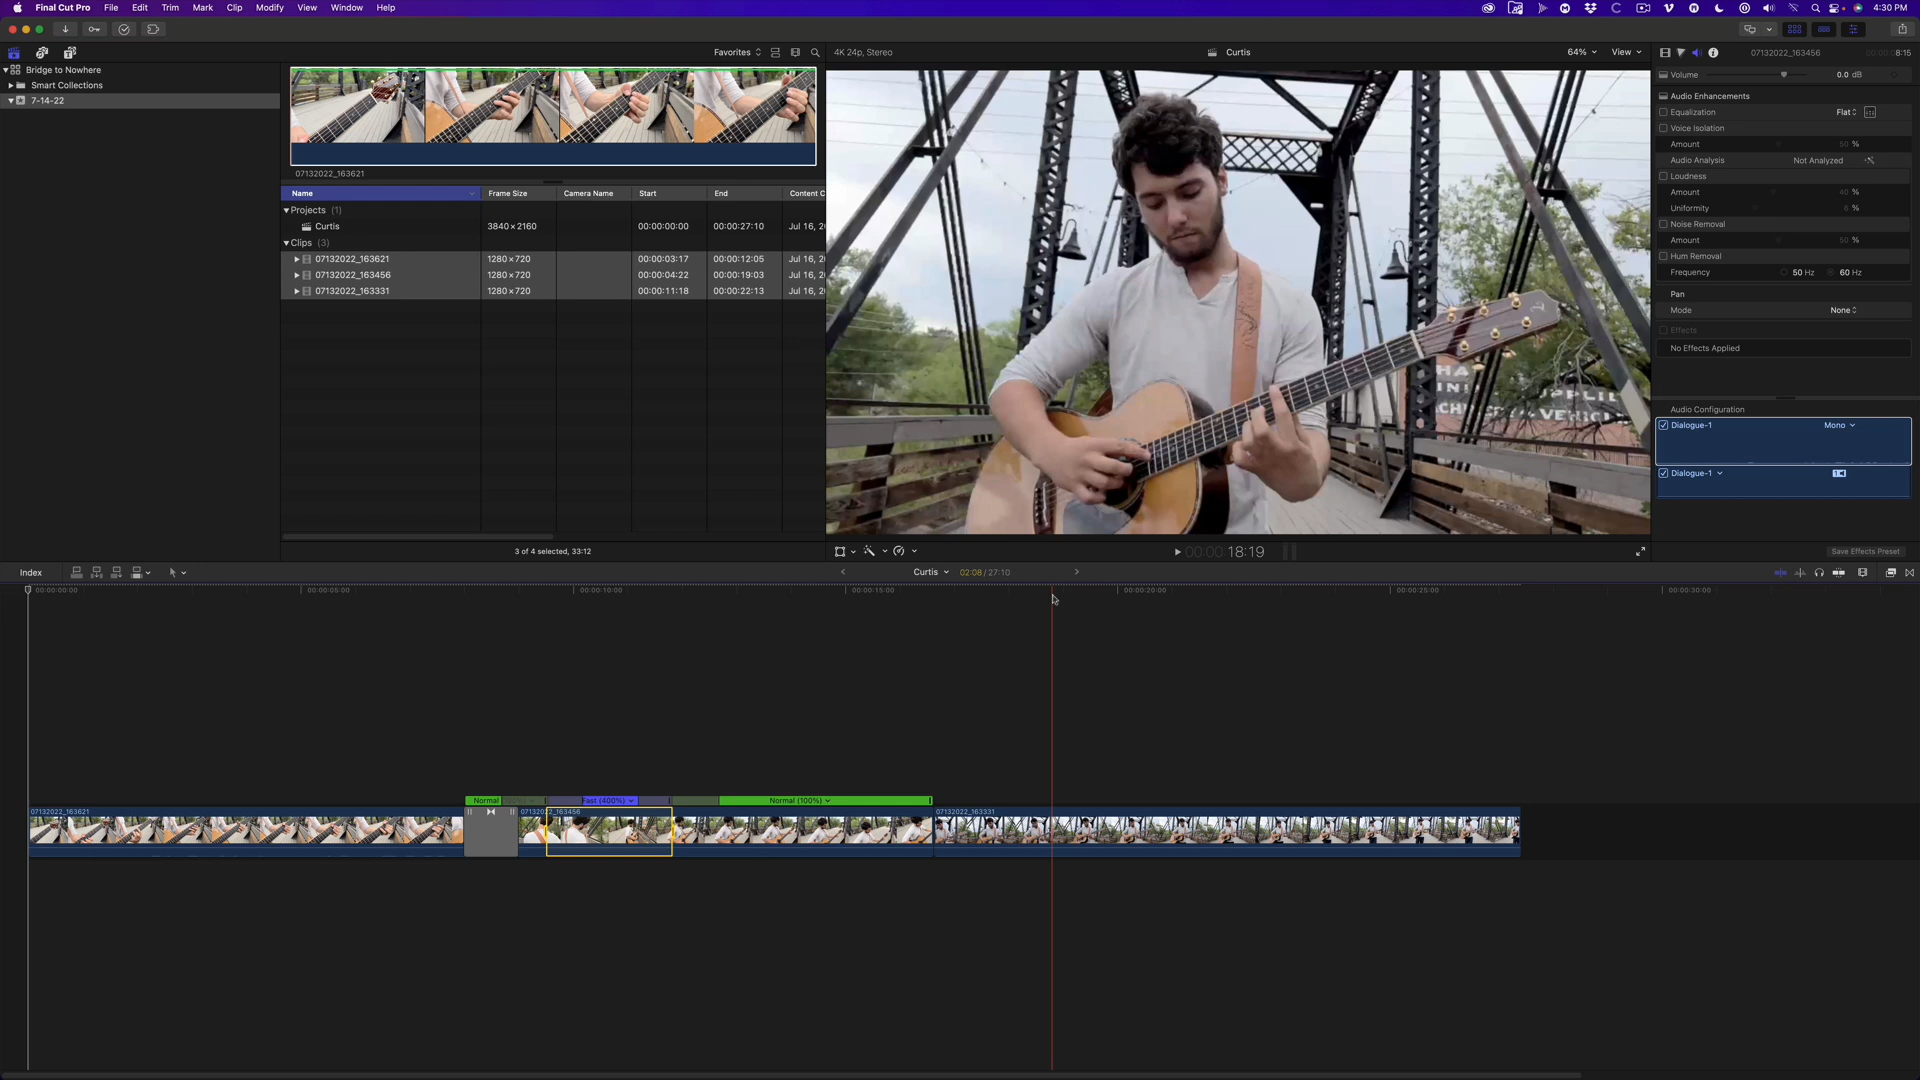 Final Cut Pro File Edit Trim Mark Clip Modify View Window Help 4:30 PM
Favorites 4K 24p, Stereo Curtis 64% View 07132022_163456 8:15
Bridge to Nowhere
Smart Collections
7-14-22
07132022_163621
Name Frame Size Camera Name Start End Content C
Projects (1)
Curtis 3840×2160 00:00:00:00 00:00:27:10 Jul 16, 2
Clips (3)
07132022_163621 1280×720 00:00:03:17 00:00:12:05 Jul 16, 2
07132022_163456 1280×720 00:00:04:22 00:00:19:03 Jul 16, 2
07132022_163331 1280×720 00:00:11:18 00:00:22:13 Jul 16, 2
3 of 4 selected, 33:12
00:00 18:19
Volume 0.0 dB
Audio Enhancements
Equalization Flat
Voice Isolation
Amount 50 %
Audio Analysis Not Analyzed
Loudness
Amount 40 %
Uniformity 6 %
Noise Removal
Amount 50 %
Hum Removal
Frequency 50 Hz 60 Hz
Pan
Mode None
Effects
No Effects Applied
Audio Configuration
Dialogue-1 Mono
Dialogue-1
Save Effects Preset
Index Curtis 02:08 / 27:10
00:00:00:00 00:00:05:00 00:00:10:00 00:00:15:00 00:00:20:00 00:00:25:00 00:00:30:00
Normal Fast (400%) Normal (100%)
07132022_163621 07132022_163456 07132022_163331